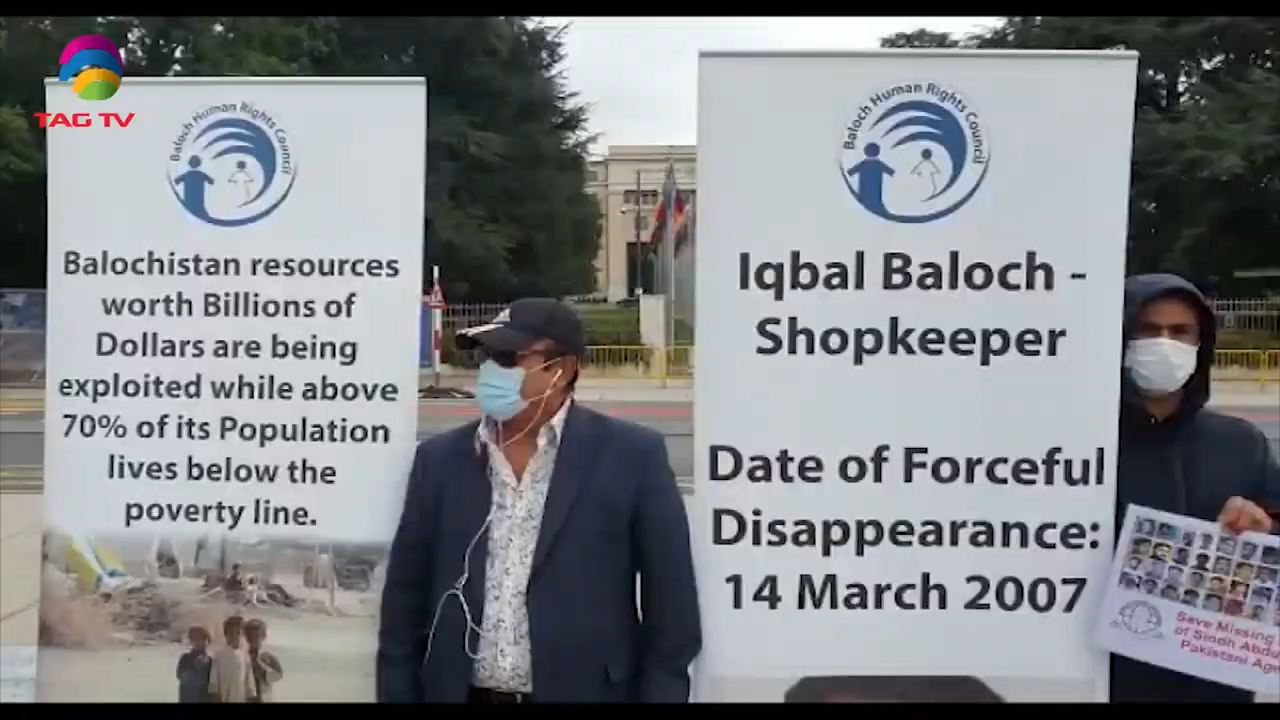 TAG TV
Baloch Human Rights Council
Balochistan resources
worth Billions of
Dollars are being
exploited while above
70% of its Population
lives below the
poverty line.
Baloch Human Rights Council
Iqbal Baloch -
Shopkeeper
Date of Forceful
Disappearance:
14 March 2007
Save Missing
of Sindh Abdu
Pakistani Age